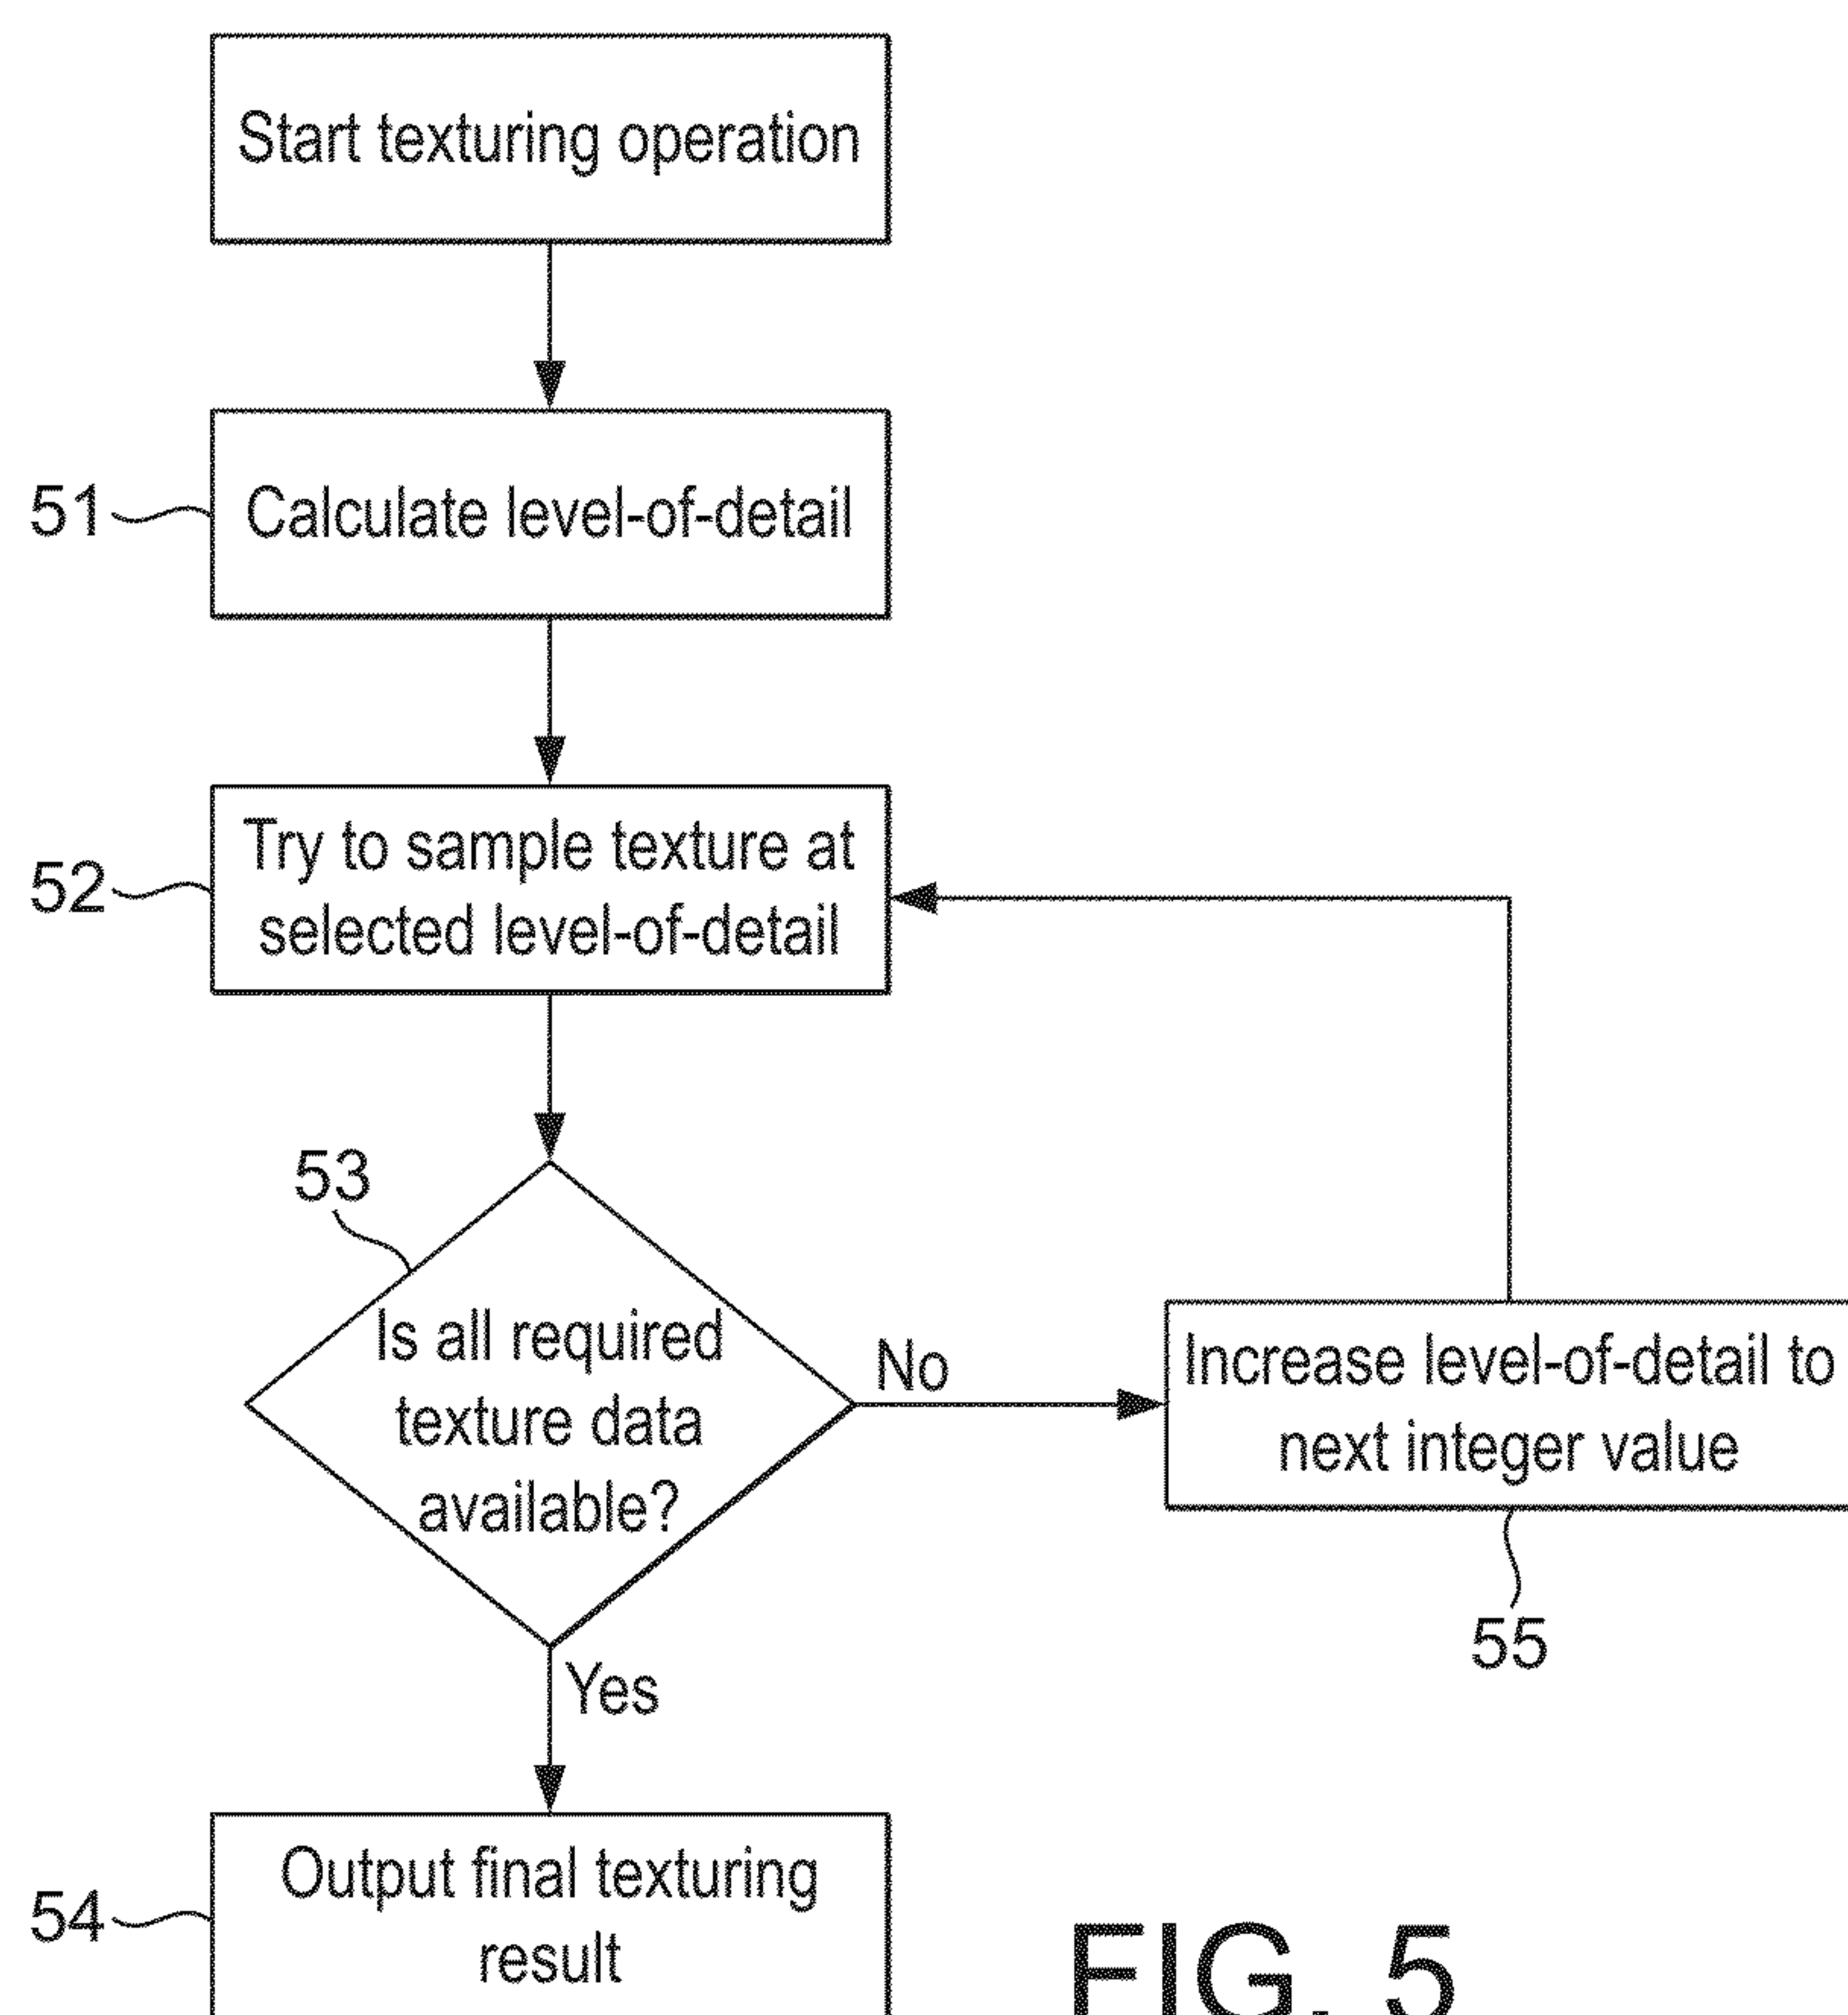 Start texturing operation
51
Calculate level-of-detail
52
Try to sample texture at
selected level-of-detail
53
Is all required
texture data
available?
No
Increase level-of-detail to
next integer value
55
Yes
54
Output final texturing
result
FIG. 5